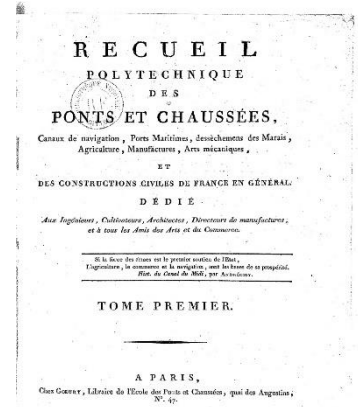 RECUEIL
POLYTECHNIQUE
DES
PONTS ET CHAUSSÉES,
Canaux de navigation, Ports Maritimes, desséchemens des Marais,
Agriculture, Manufactures, Arts mécaniques,
ET
DES CONSTRUCTIONS CIVILES DE FRANCE EN GÉNÉRAL.
DÉDIÉ
Aux Ingénieurs, Cultivateurs, Architectes, Directeurs de manufactures,
et à tous les Amis des Arts et du Commerce.
Si la force des armes est le premier soutien de l'Etat,
L'agriculture, le commerce et la navigation, sont les bases de sa prospérité.
Hist. du Canal du Midi, par
TOME PREMIER.
A PARIS,
Chez GOEURY, Libraire de l'Ecole des Ponts et Chaussées, quai des Augustins,
N°. 47.